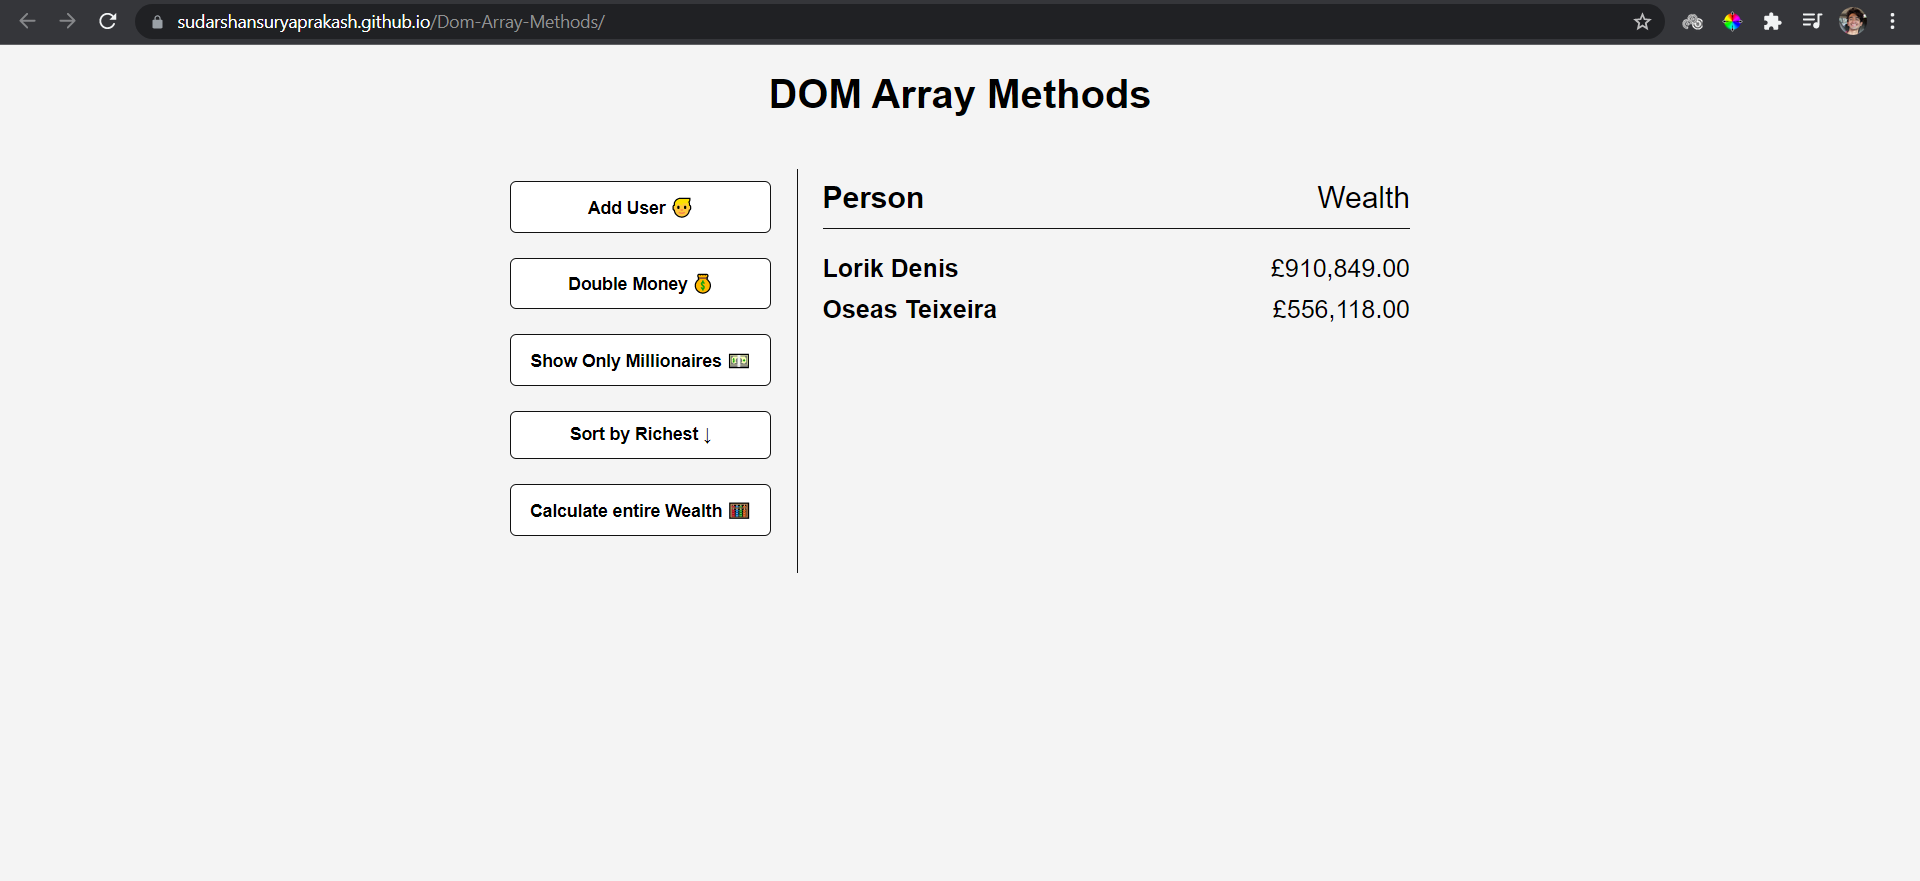 sudarshansuryaprakash.github.io/Dom-Array-Methods/
DOM Array Methods
Add User
Double Money
Show Only Millionaires
Sort by Richest ↓
Calculate entire Wealth
Person Wealth
Lorik Denis £910,849.00
Oseas Teixeira £556,118.00